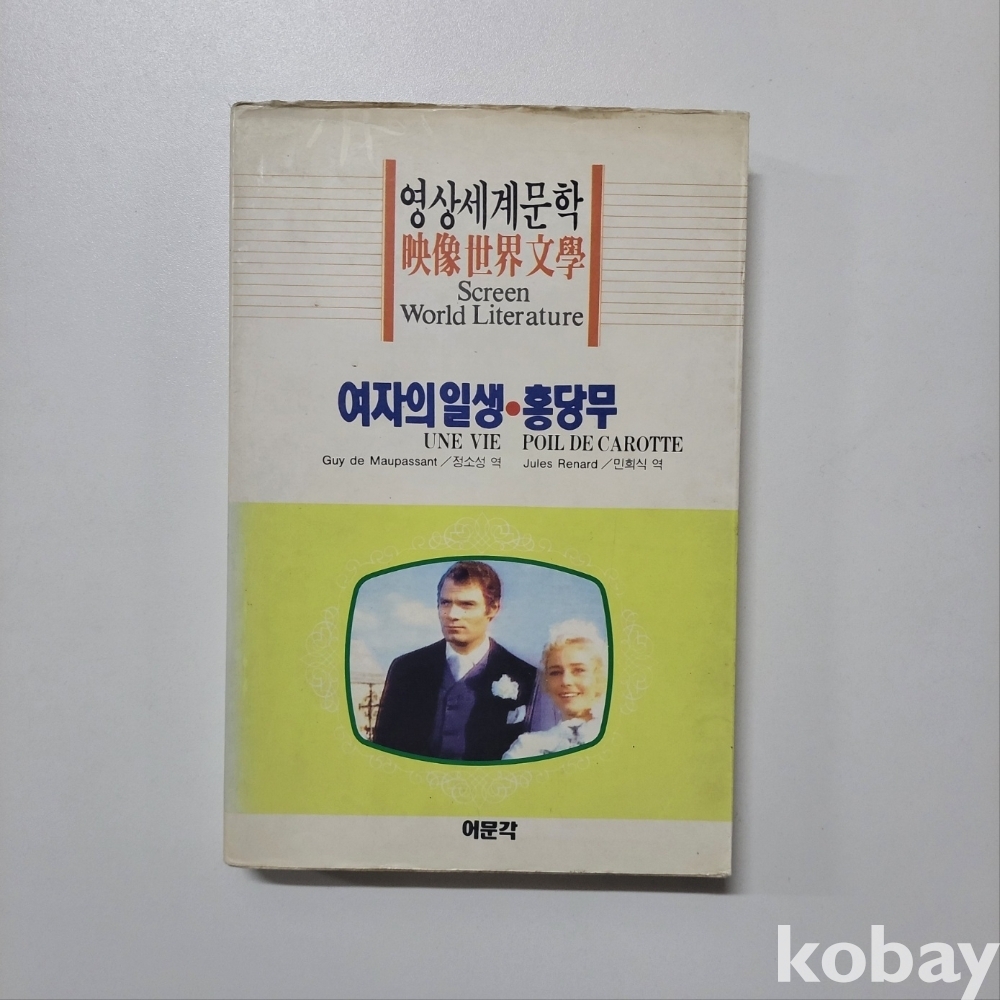 영상세계문학
映像世界文學
Screen
World Literature
여자의 일생•홍당무
UNE VIE POIL DE CAROTTE
Guy de Maupassant／정소성 역 Jules Renard／민희식 역
어문각
kobay